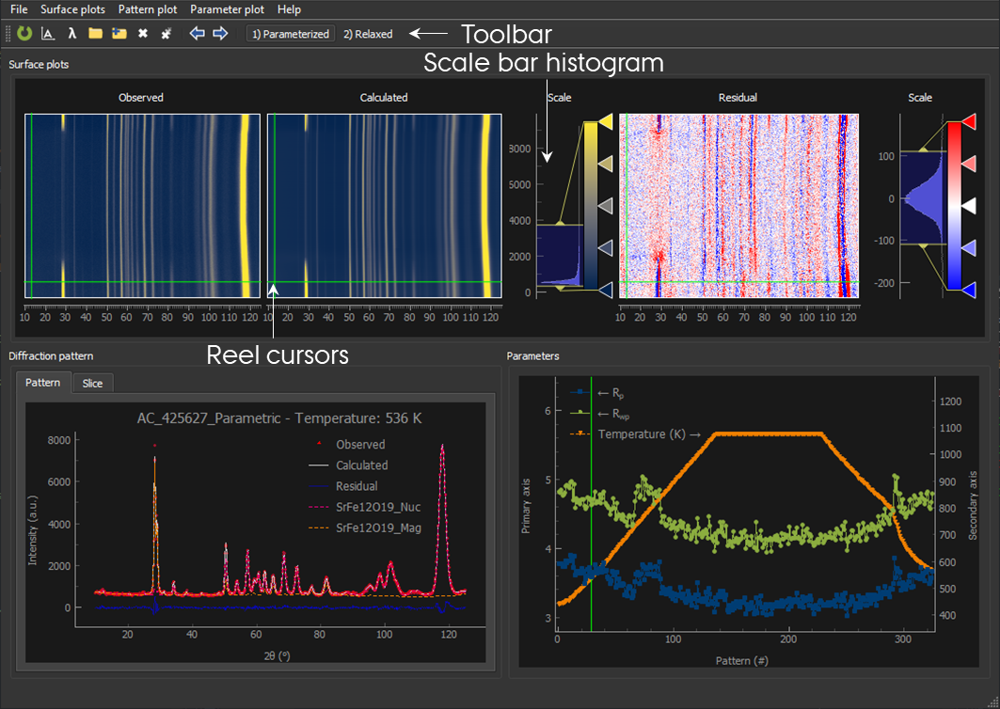 File Surface plots Pattern plot Parameter plot Help
A λ 1) Parameterized 2) Relaxed Toolbar
Scale bar histogram
Surface plots
Observed Calculated Scale Residual Scale
8000
6000
4000
2000
0
100
0
-100
-200
10 20 30 40 50 60 70 80 90 100 110 120
10 20 30 40 50 60 70 80 90 100 110 120
10 20 30 40 50 60 70 80 90 100 110 120
Reel cursors
Diffraction pattern
Pattern Slice
AC_425627_Parametric - Temperature: 536 K
Observed
Calculated
Residual
SrFe12O19_Nuc
SrFe12O19_Mag
Intensity (a.u.)
8000
6000
4000
2000
0
20 40 60 80 100 120
2θ (°)
Parameters
← Rp
← Rwp
Temperature (K) →
Primary axis
6
5
4
3
Secondary axis
1200
1100
1000
900
800
700
600
500
400
0 100 200 300
Pattern (#)